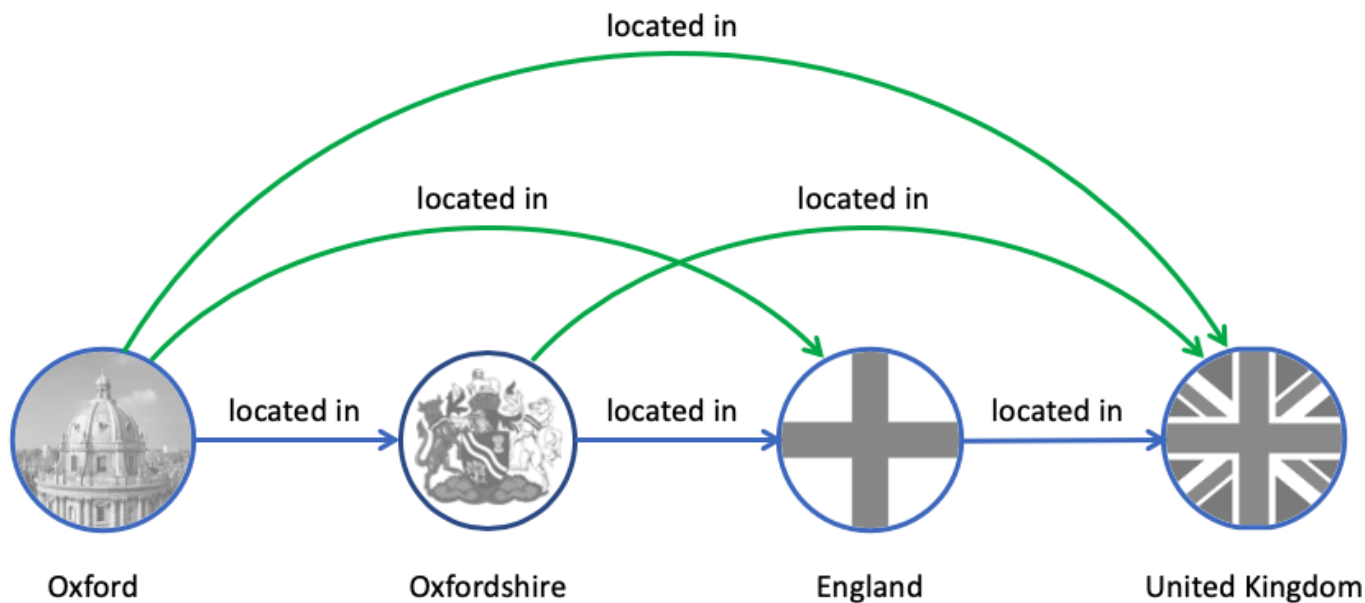 located in
located in
located in
located in
located in
located in
Oxford
Oxfordshire
England
United Kingdom